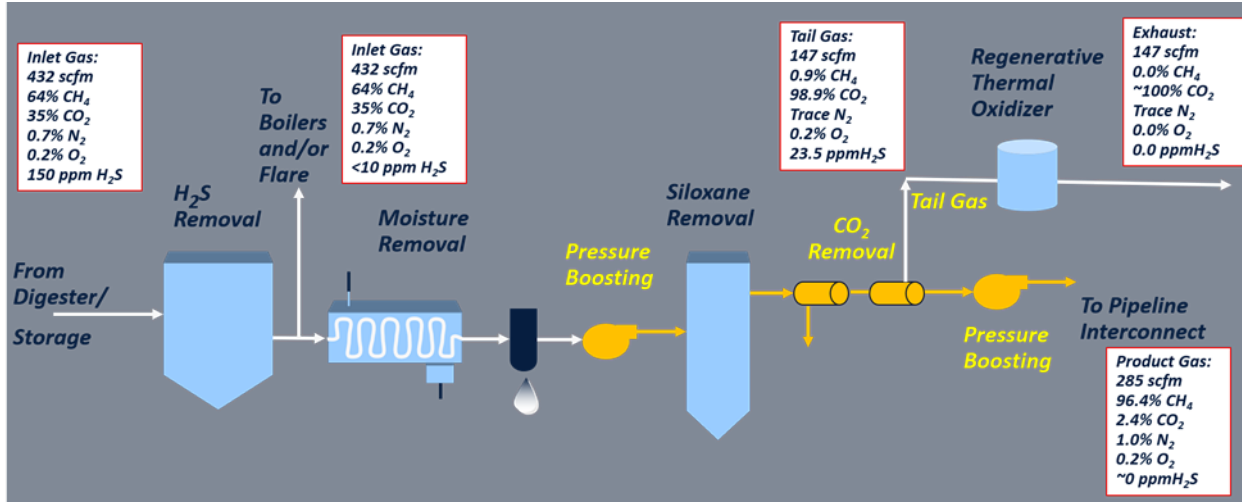 Inlet Gas:
432 scfm
64% CH₄
35% CO₂
0.7% N₂
0.2% O₂
150 ppm H₂S
To
Boilers
and/or
Flare
Inlet Gas:
432 scfm
64% CH₄
35% CO₂
0.7% N₂
0.2% O₂
<10 ppm H₂S
Tail Gas:
147 scfm
0.9% CH₄
98.9% CO₂
Trace N₂
0.2% O₂
23.5 ppmH₂S
Regenerative
Thermal
Oxidizer
Exhaust:
147 scfm
0.0% CH₄
~100% CO₂
Trace N₂
0.0% O₂
0.0 ppmH₂S
H₂S
Removal
Moisture
Removal
Pressure
Boosting
Siloxane
Removal
CO₂
Removal
Tail Gas
From
Digester/
Storage
Pressure
Boosting
To Pipeline
Interconnect
Product Gas:
285 scfm
96.4% CH₄
2.4% CO₂
1.0% N₂
0.2% O₂
~0 ppmH₂S